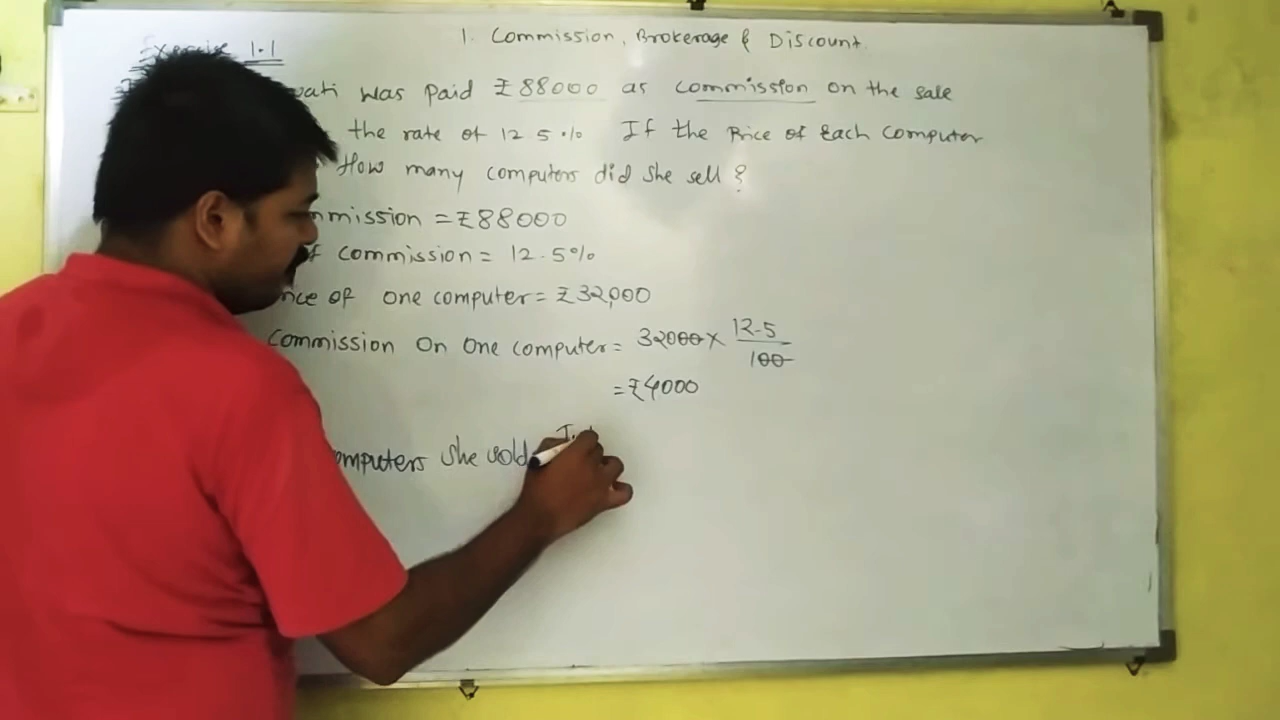 1. Commission, Brokerage & Discount.
Exercise 1.1
was paid ₹88000 as commission on the sale
the rate of 12.5% If the Price of Each Computer
How many computers did she sell ?
mmission = ₹88000
f commission = 12.5%
ice of one computer = ₹32,000
Commission On One computer = 32000 × 12.5/100
= ₹4000
omputers she sold